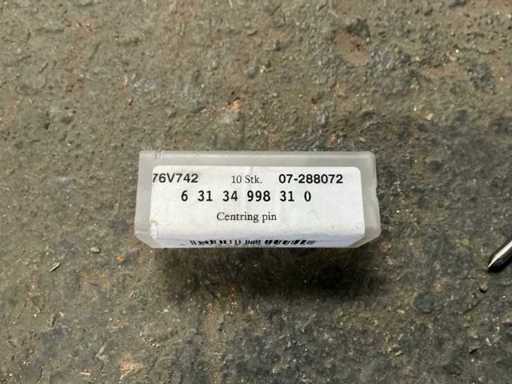 76V742 10 Stk. 07-288072
6 31 34 998 31 0
Centring pin